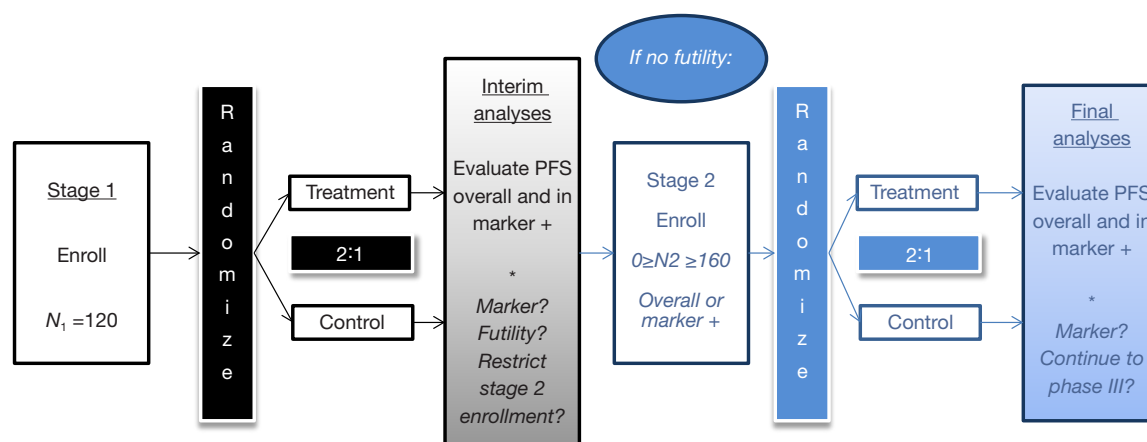 Stage 1
Enroll
N₁ =120
Randomize
Treatment
2:1
Control
Interim
analyses
Evaluate PFS
overall and in
marker +
*
Marker?
Futility?
Restrict
stage 2
enrollment?
If no futility:
Stage 2
Enroll
0≥N2 ≥160
Overall or
marker +
Randomize
Treatment
2:1
Control
Final
analyses
Evaluate PFS
overall and in
marker +
*
Marker?
Continue to
phase III?